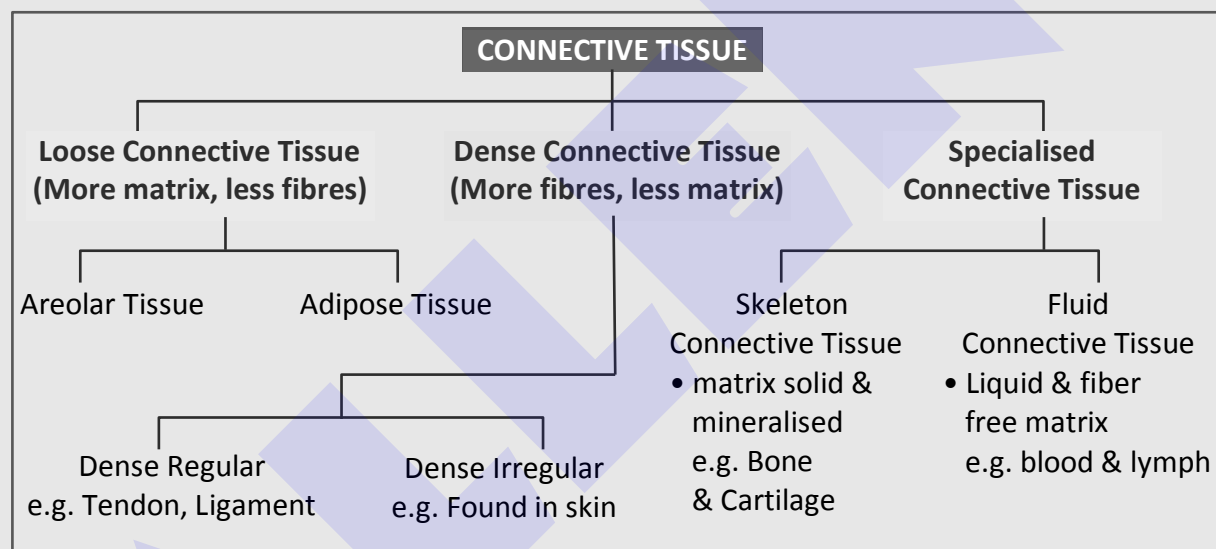 CONNECTIVE TISSUE
Loose Connective Tissue
(More matrix, less fibres)
Dense Connective Tissue
(More fibres, less matrix)
Specialised
Connective Tissue
Areolar Tissue
Adipose Tissue
Dense Regular
e.g. Tendon, Ligament
Dense Irregular
e.g. Found in skin
Skeleton
Connective Tissue
• matrix solid &
mineralised
e.g. Bone
& Cartilage
Fluid
Connective Tissue
• Liquid & fiber
free matrix
e.g. blood & lymph